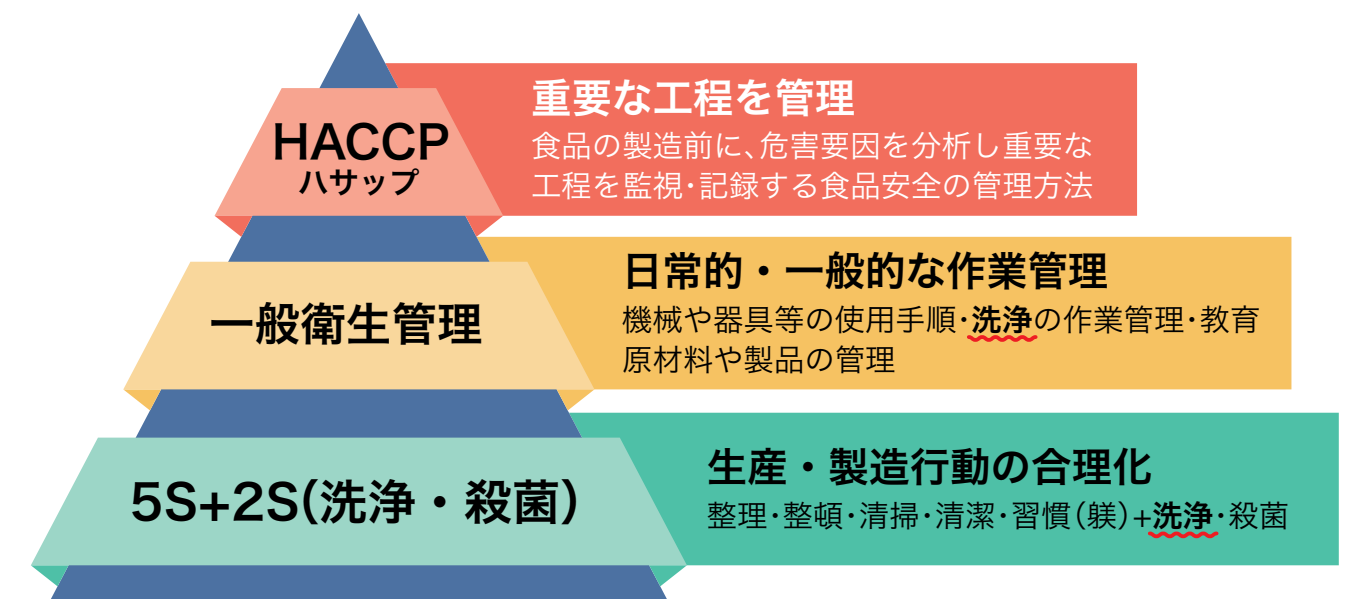 HACCP
ハサップ
重要な工程を管理
食品の製造前に、危害要因を分析し重要な
工程を監視・記録する食品安全の管理方法
一般衛生管理
日常的・一般的な作業管理
機械や器具等の使用手順・洗浄の作業管理・教育
原材料や製品の管理
5S+2S(洗浄・殺菌)
生産・製造行動の合理化
整理・整頓・清掃・清潔・習慣(躾)+洗浄・殺菌